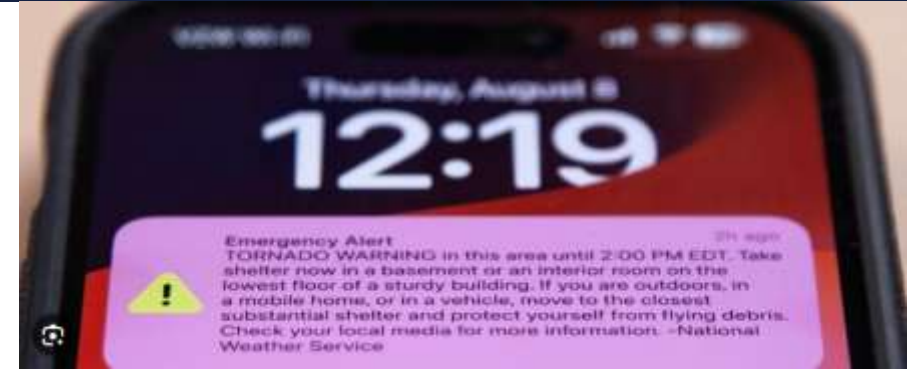 Thursday, August 8
12:19
Emergency Alert 2h ago
TORNADO WARNING in this area until 2:00 PM EDT. Take
shelter now in a basement or an interior room on the
lowest floor of a sturdy building. If you are outdoors, in
a mobile home, or in a vehicle, move to the closest
substantial shelter and protect yourself from flying debris.
Check your local media for more information. -National
Weather Service